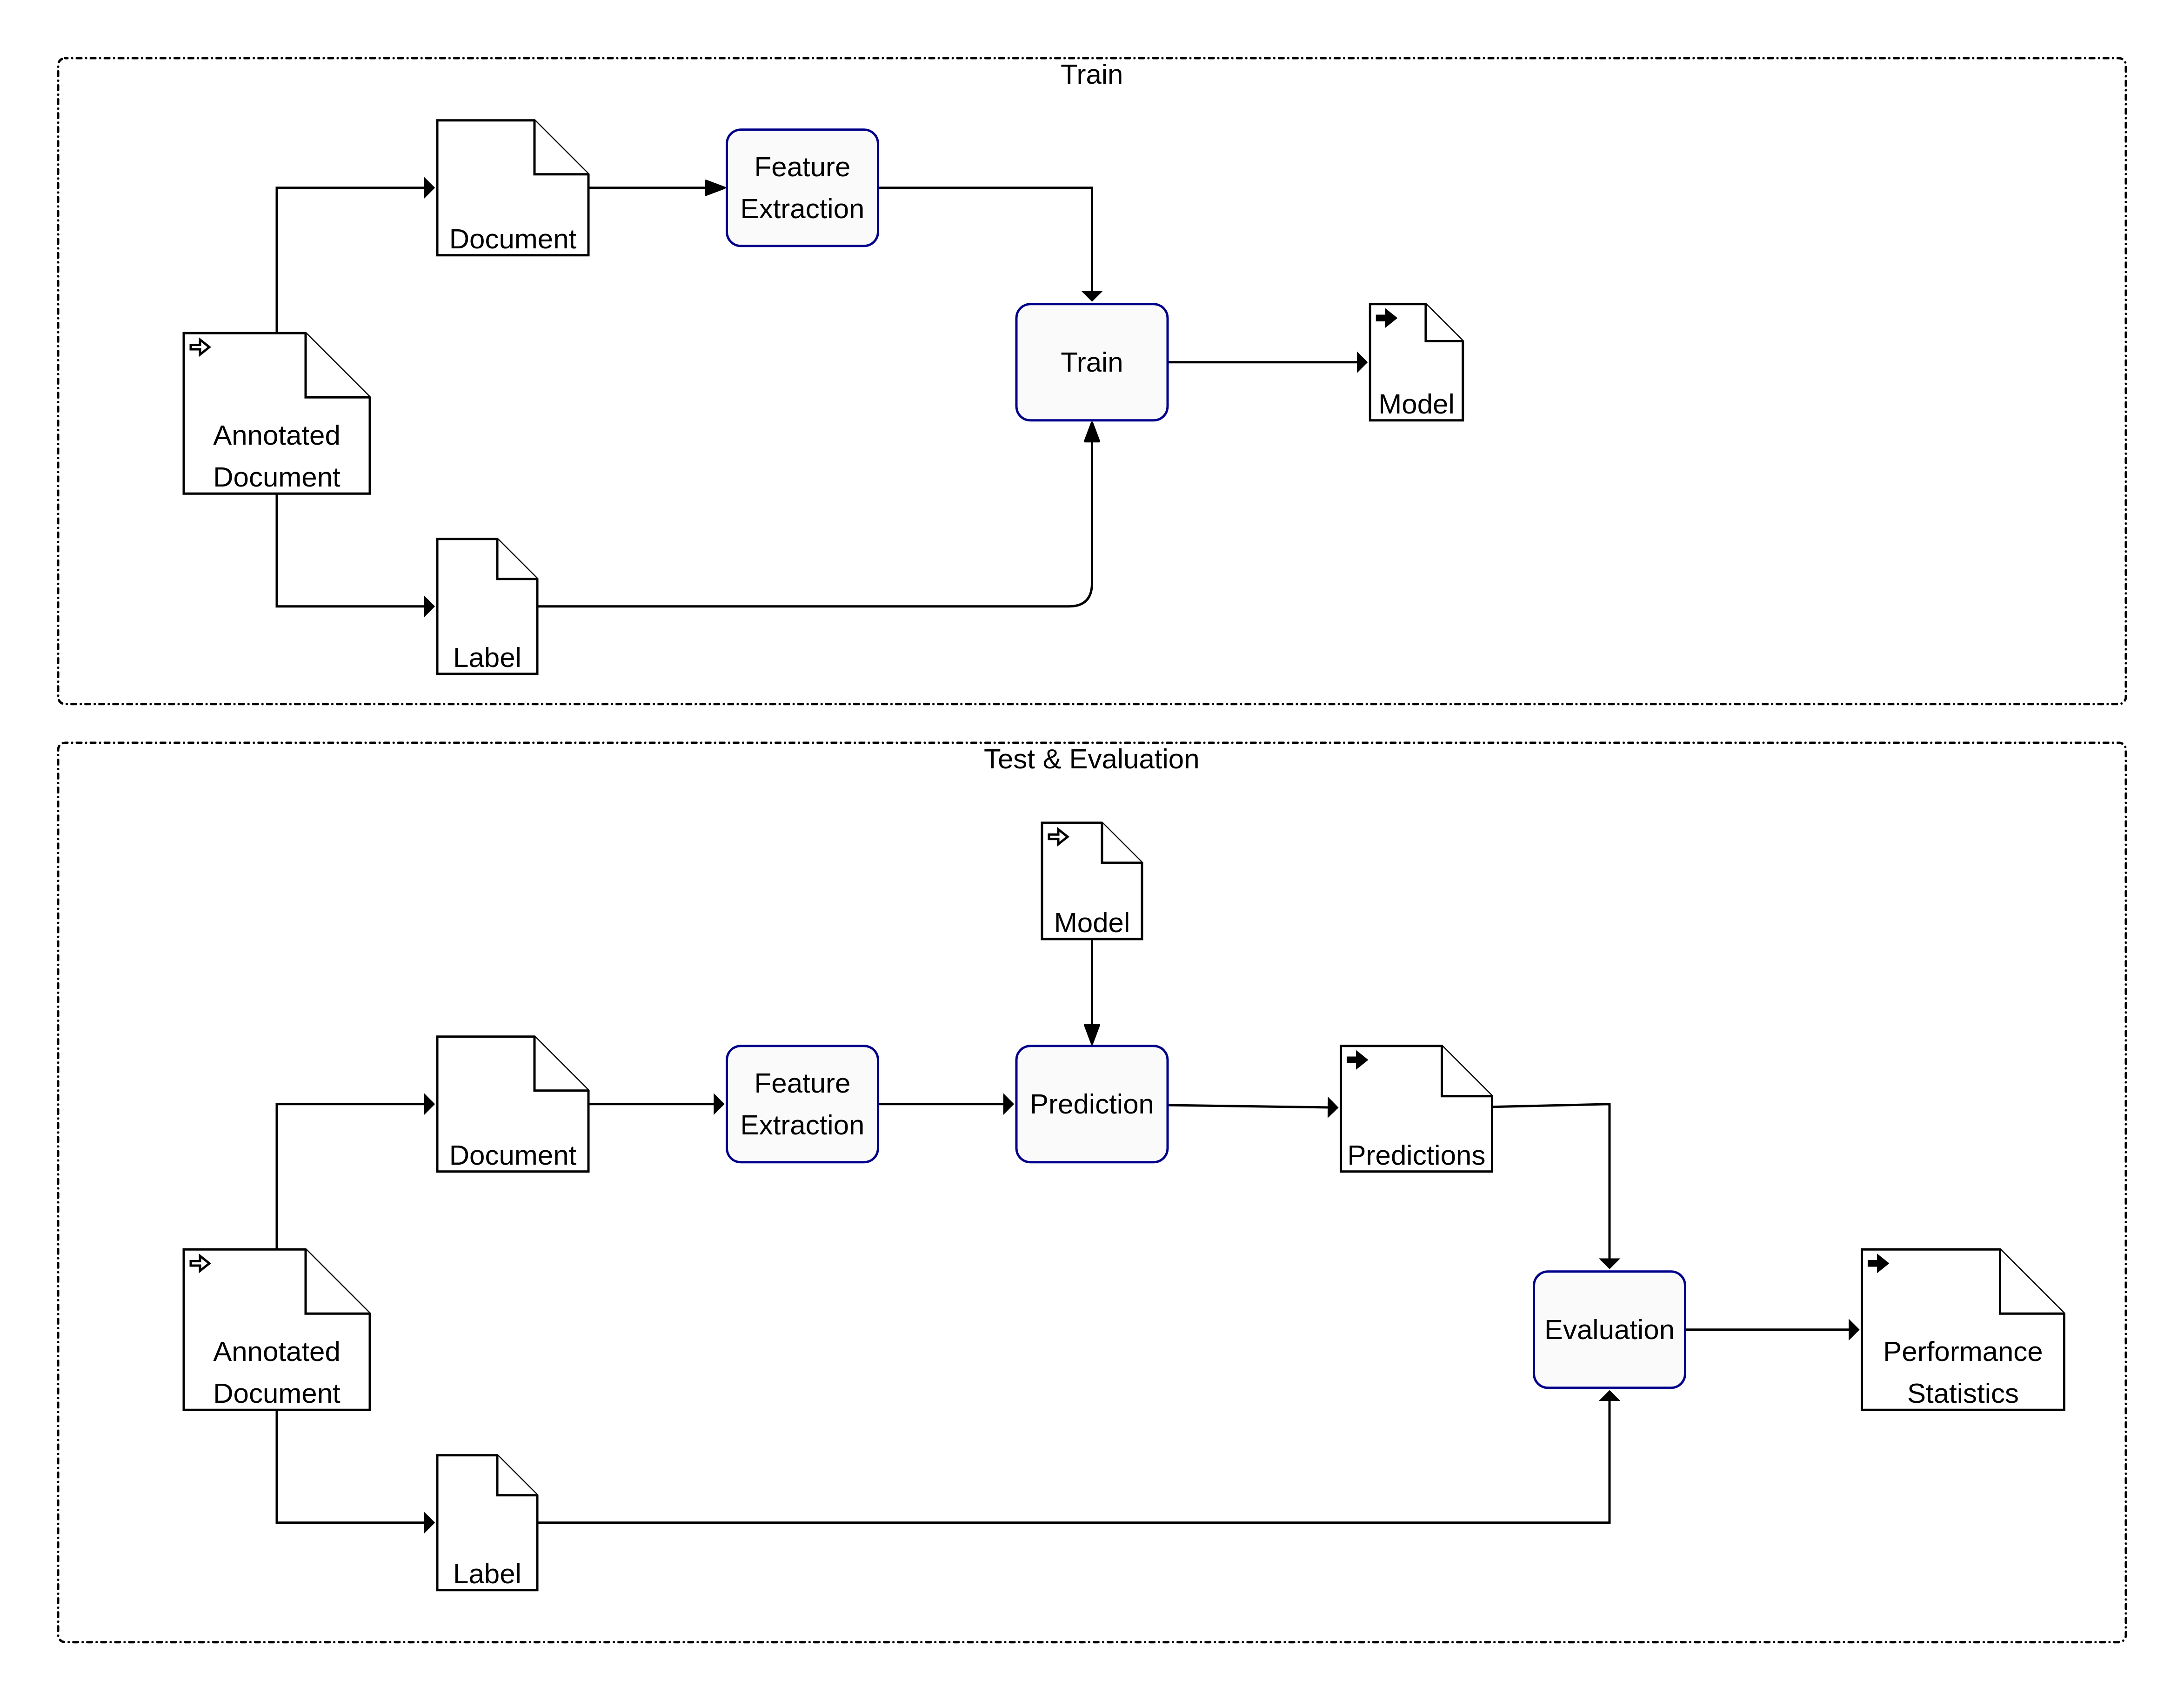 Train
Document
Feature
Extraction
Train
Model
Annotated
Document
Label
Test & Evaluation
Model
Document
Feature
Extraction
Prediction
Predictions
Annotated
Document
Evaluation
Performance
Statistics
Label